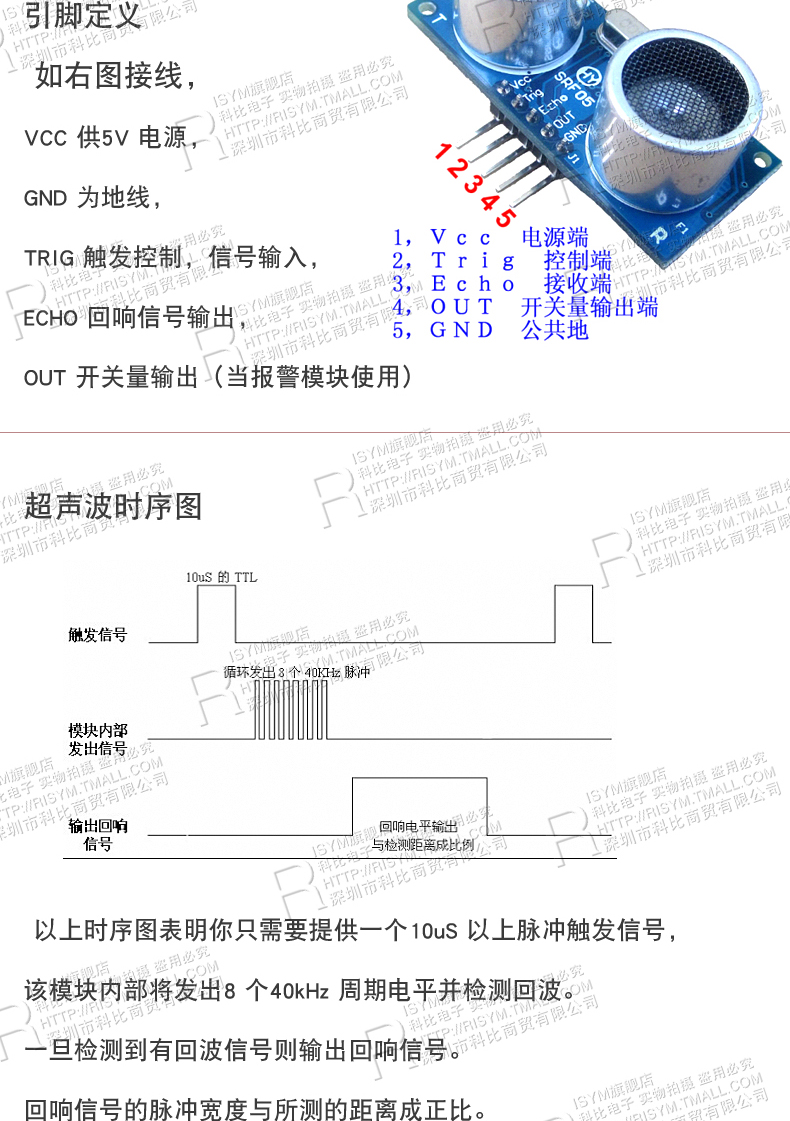 引脚定义
如右图接线，
VCC 供5V 电源，
GND 为地线，
TRIG 触发控制，信号输入，
ECHO 回响信号输出，
OUT 开关量输出（当报警模块使用）
T
Vcc
Trig
Echo
OUT
GND
SRF05
J1
R
F1
1
2
3
4
5
1，Vcc 电源端
2，Trig 控制端
3，Echo 接收端
4，OUT 开关量输出端
5，GND 公共地
超声波时序图
10uS 的 TTL
触发信号
循环发出 8 个 40KHz 脉冲
模块内部
发出信号
输出回响
信号
回响电平输出
与检测距离成比例
以上时序图表明你只需要提供一个10uS 以上脉冲触发信号，
该模块内部将发出8 个40kHz 周期电平并检测回波。
一旦检测到有回波信号则输出回响信号。
回响信号的脉冲宽度与所测的距离成正比。
RISYM旗舰店
科比电子 实物拍摄 盗用必究
HTTP://RISYM.TMALL.COM
深圳市科比商贸有限公司